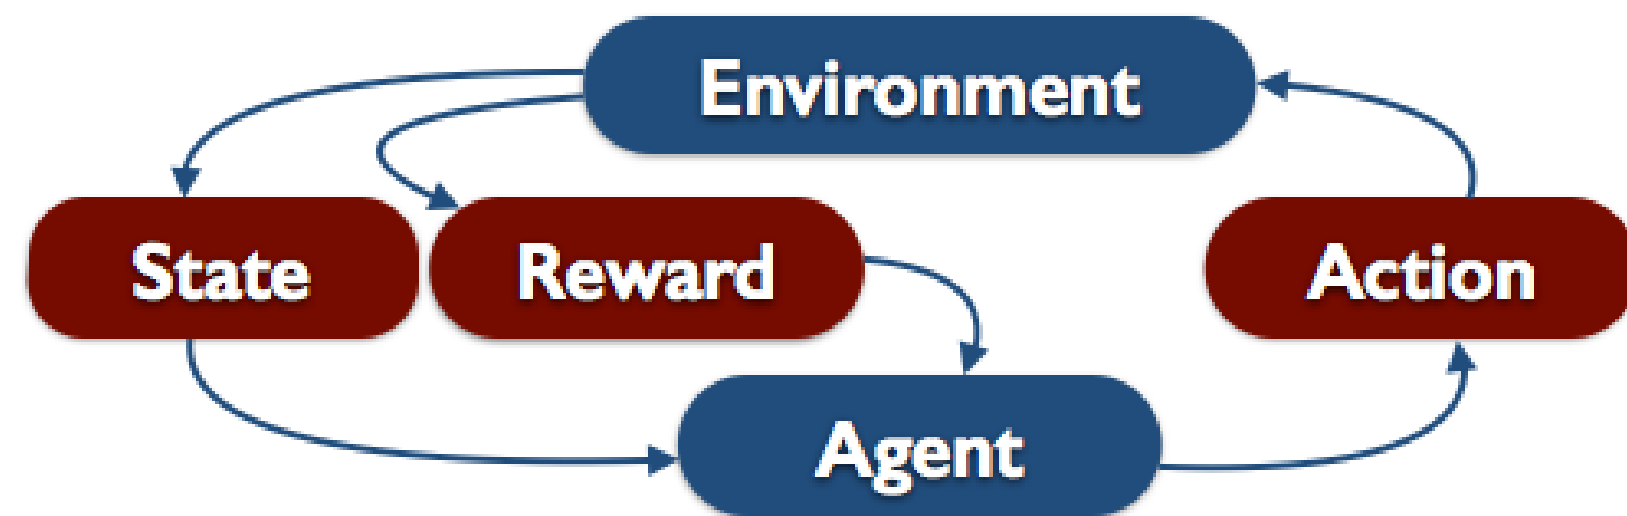 Environment
State
Reward
Action
Agent